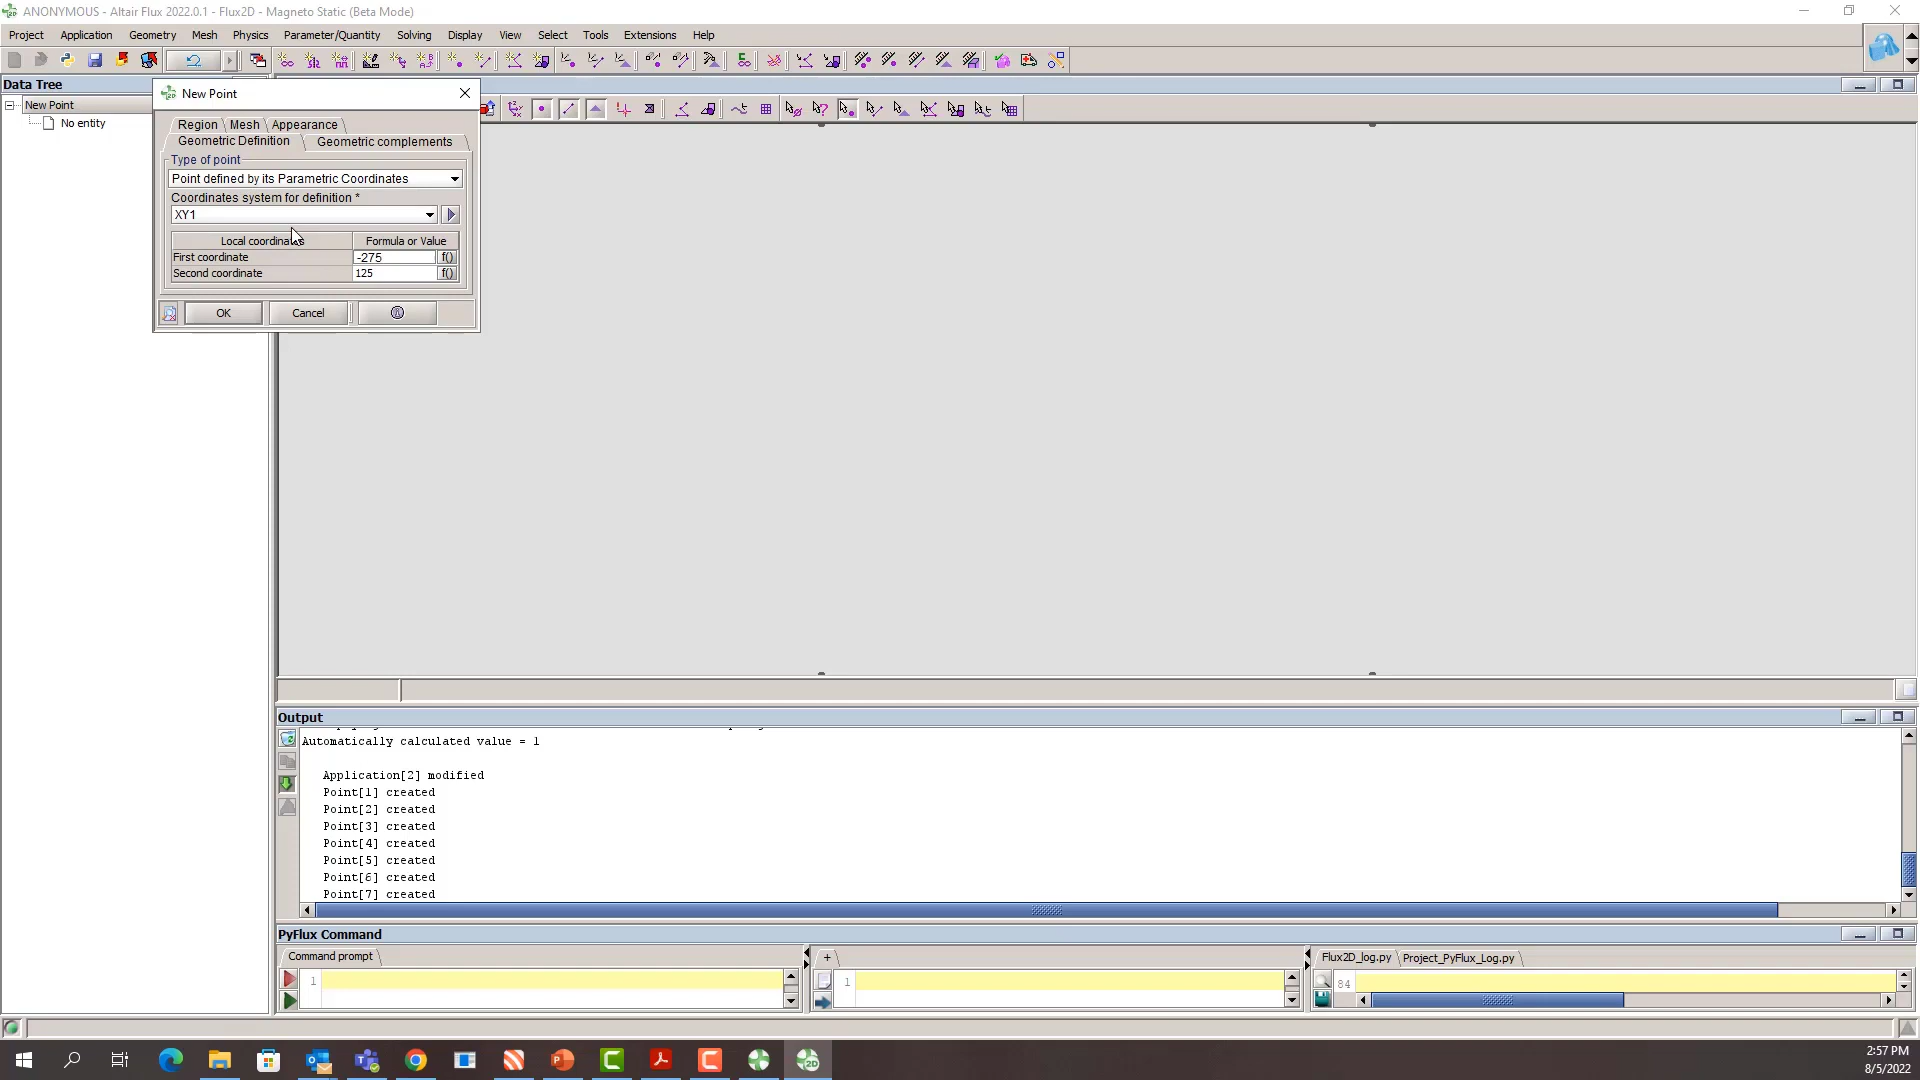 ANONYMOUS - Altair Flux 2022.0.1 - Flux2D - Magneto Static (Beta Mode)
Project Application Geometry Mesh Physics Parameter/Quantity Solving Display View Select Tools Extensions Help
Data Tree
New Point
No entity
New Point
Region Mesh Appearance
Geometric Definition Geometric complements
Type of point
Point defined by its Parametric Coordinates
Coordinates system for definition *
XY1
Local coordinates Formula or Value
First coordinate -275 f()
Second coordinate 125 f()
OK Cancel
Output
Automatically calculated value = 1
Application[2] modified
Point[1] created
Point[2] created
Point[3] created
Point[4] created
Point[5] created
Point[6] created
Point[7] created
PyFlux Command
Command prompt + Flux2D_log.py Project_PyFlux_Log.py
1 1 84
2:57 PM
8/5/2022